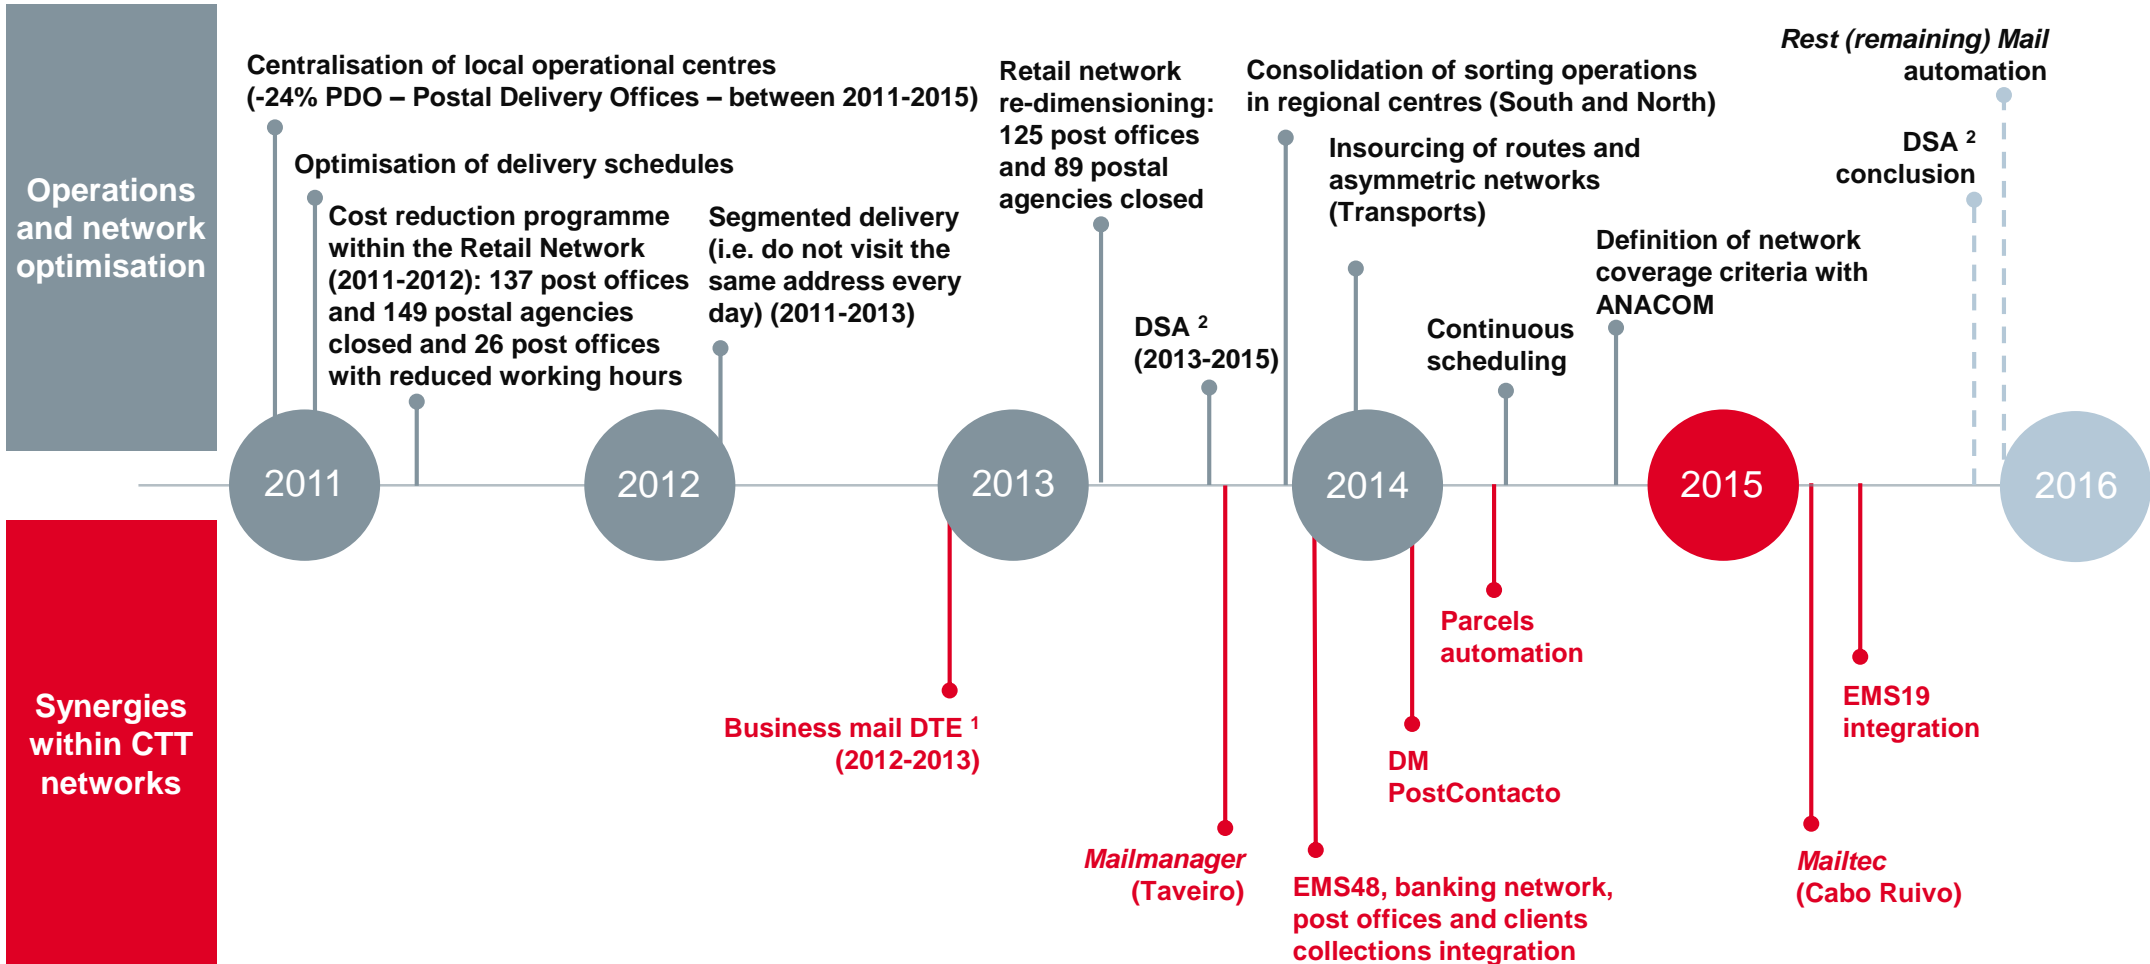 Operations
and network
optimisation
Centralisation of local operational centres
(-24% PDO – Postal Delivery Offices – between 2011-2015)
Optimisation of delivery schedules
Cost reduction programme
within the Retail Network
(2011-2012): 137 post offices
and 149 postal agencies
closed and 26 post offices
with reduced working hours
Segmented delivery
(i.e. do not visit the
same address every
day) (2011-2013)
Retail network
re-dimensioning:
125 post offices
and 89 postal
agencies closed
DSA ²
(2013-2015)
Consolidation of sorting operations
in regional centres (South and North)
Insourcing of routes and
asymmetric networks
(Transports)
Continuous
scheduling
Definition of network
coverage criteria with
ANACOM
DSA ²
conclusion
Rest (remaining) Mail
automation
2011
2012
2013
2014
2015
2016
Synergies
within CTT
networks
Business mail DTE ¹
(2012-2013)
Mailmanager
(Taveiro)
EMS48, banking network,
post offices and clients
collections integration
DM
PostContacto
Parcels
automation
Mailtec
(Cabo Ruivo)
EMS19
integration